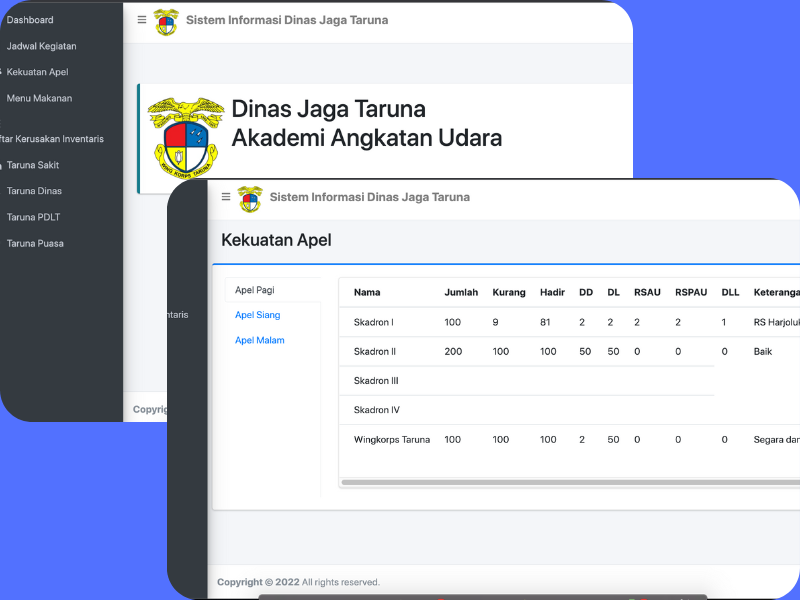 Dashboard
Jadwal Kegiatan
Kekuatan Apel
Menu Makanan
ftar Kerusakan Inventaris
Taruna Sakit
Taruna Dinas
Taruna PDLT
Taruna Puasa
Sistem Informasi Dinas Jaga Taruna
Dinas Jaga Taruna
Akademi Angkatan Udara
WING KORPS TARUNA
Copyrig
ntaris
Sistem Informasi Dinas Jaga Taruna
Kekuatan Apel
Apel Pagi
Apel Siang
Apel Malam
Nama Jumlah Kurang Hadir DD DL RSAU RSPAU DLL Keteranga
Skadron I 100 9 81 2 2 2 2 1 RS Harjoluk
Skadron II 200 100 100 50 50 0 0 0 Baik
Skadron III
Skadron IV
Wingkorps Taruna 100 100 100 2 50 0 0 0 Segara dan
Copyright © 2022 All rights reserved.